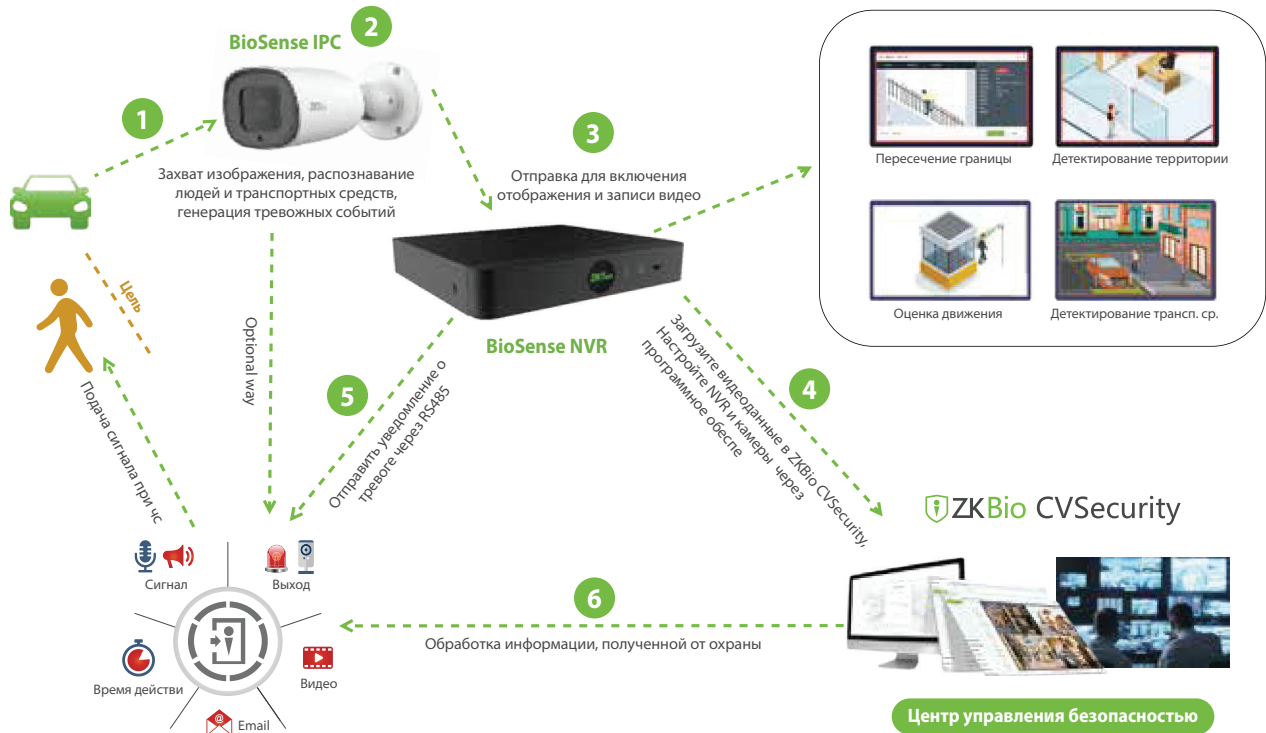 BioSense IPC
2
1
3
Захват изображения, распознавание
людей и транспортных средств,
генерация тревожных событий
Отправка для включения
отображения и записи видео
Пересечение границы
Детектирование территории
Оценка движения
Детектирование трансп. ср.
Цель
Optional way
BioSense NVR
5
Отправить уведомление о
тревоге через RS485
4
Загрузите видеоданные в ZKBio CVSecurity,
Настройте NVR и камеры через
программное обеспе
Подача сигнала при чс
ZKBio CVSecurity
Сигнал
Выход
Время действи
Видео
Email
6
Обработка информации, полученной от охраны
Центр управления безопасностью